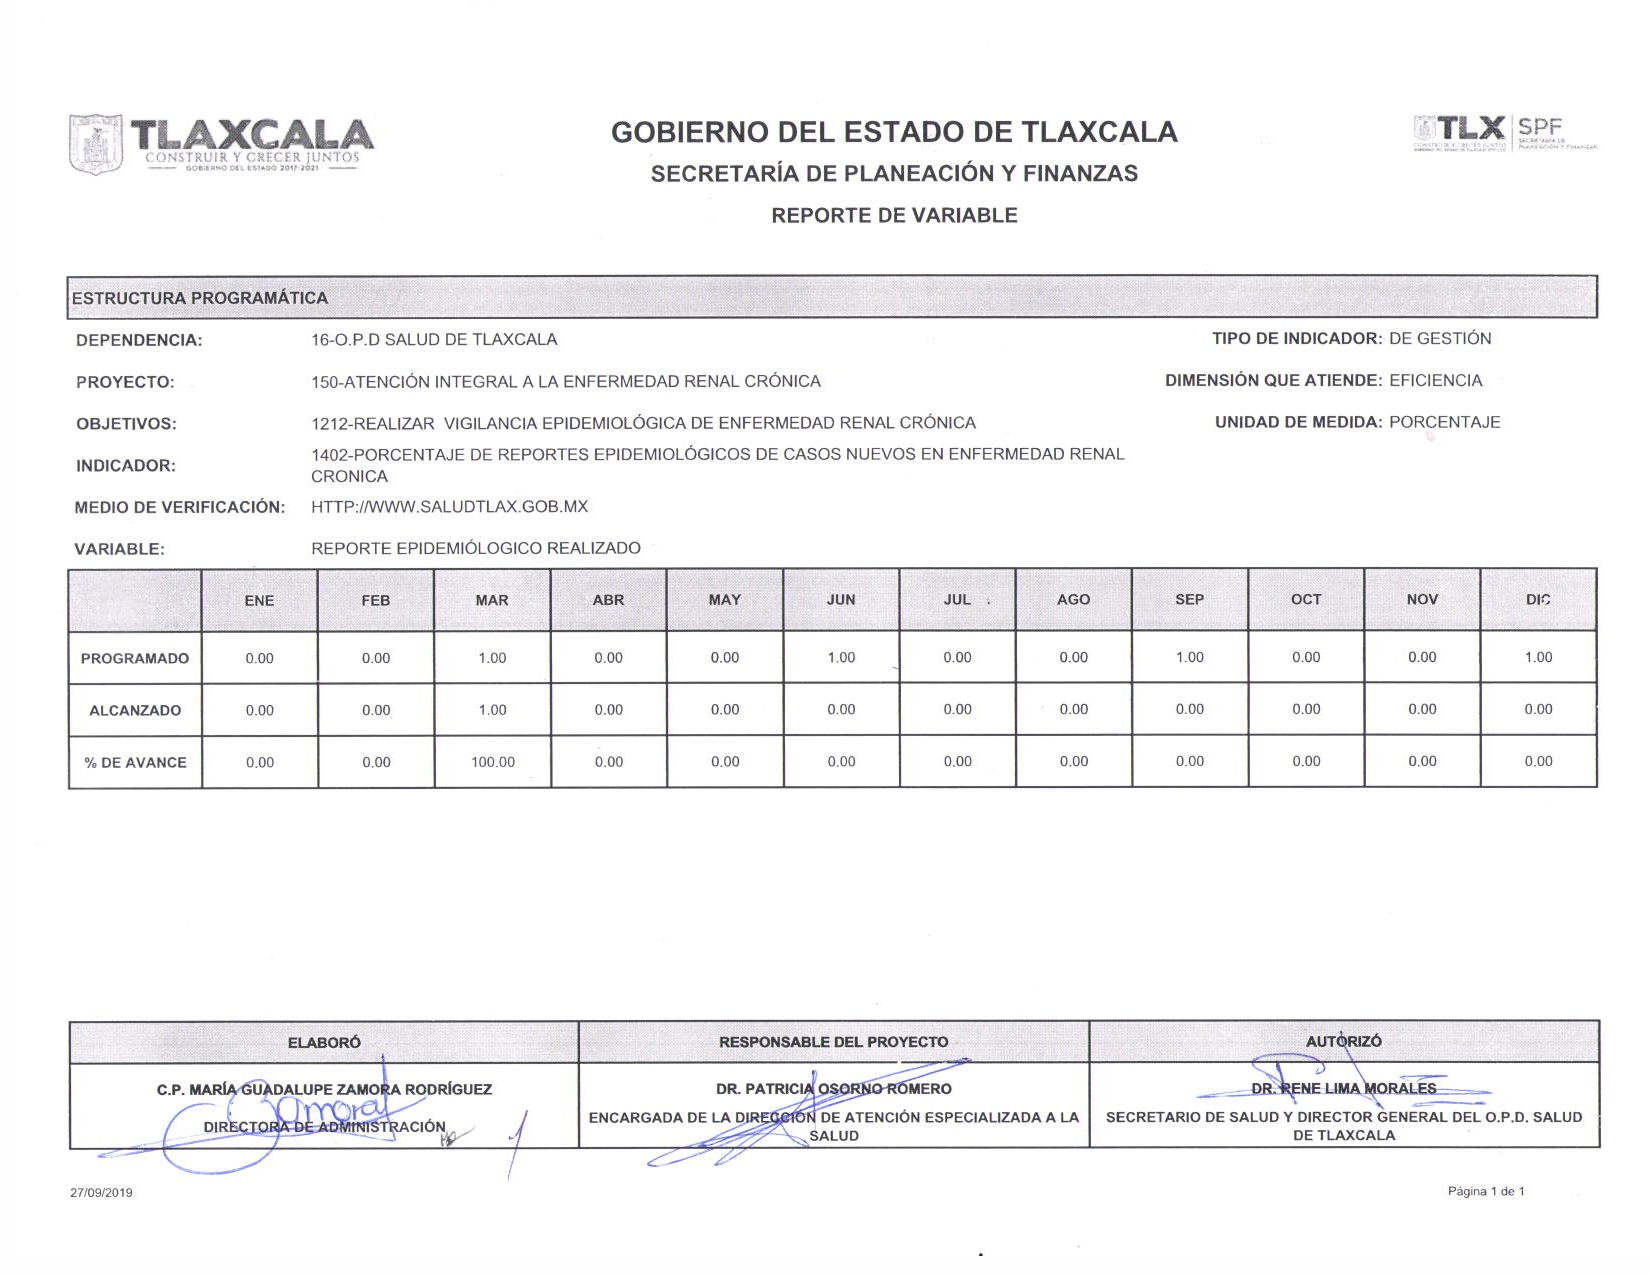 TLAXCALA
CONSTRUIR Y CRECER JUNTOS
GOBIERNO DEL ESTADO 2017-2021
GOBIERNO DEL ESTADO DE TLAXCALA
SECRETARÍA DE PLANEACIÓN Y FINANZAS
REPORTE DE VARIABLE
TLX SPF
ESTRUCTURA PROGRAMÁTICA
DEPENDENCIA: 16-O.P.D SALUD DE TLAXCALA TIPO DE INDICADOR: DE GESTIÓN
PROYECTO: 150-ATENCIÓN INTEGRAL A LA ENFERMEDAD RENAL CRÓNICA DIMENSIÓN QUE ATIENDE: EFICIENCIA
OBJETIVOS: 1212-REALIZAR VIGILANCIA EPIDEMIOLÓGICA DE ENFERMEDAD RENAL CRÓNICA UNIDAD DE MEDIDA: PORCENTAJE
INDICADOR: 1402-PORCENTAJE DE REPORTES EPIDEMIOLÓGICOS DE CASOS NUEVOS EN ENFERMEDAD RENAL
CRONICA
MEDIO DE VERIFICACIÓN: HTTP://WWW.SALUDTLAX.GOB.MX
VARIABLE: REPORTE EPIDEMIÓLOGICO REALIZADO
ENE FEB MAR ABR MAY JUN JUL AGO SEP OCT NOV DIC
PROGRAMADO 0.00 0.00 1.00 0.00 0.00 1.00 0.00 0.00 1.00 0.00 0.00 1.00
ALCANZADO 0.00 0.00 1.00 0.00 0.00 0.00 0.00 0.00 0.00 0.00 0.00 0.00
% DE AVANCE 0.00 0.00 100.00 0.00 0.00 0.00 0.00 0.00 0.00 0.00 0.00 0.00
ELABORÓ RESPONSABLE DEL PROYECTO AUTORIZÓ
C.P. MARÍA GUADALUPE ZAMORA RODRÍGUEZ DR. PATRICIA OSORNO ROMERO DR. RENE LIMA MORALES
DIRECTORA DE ADMINISTRACIÓN ENCARGADA DE LA DIRECCIÓN DE ATENCIÓN ESPECIALIZADA A LA SALUD SECRETARIO DE SALUD Y DIRECTOR GENERAL DEL O.P.D. SALUD DE TLAXCALA
27/09/2019 Página 1 de 1